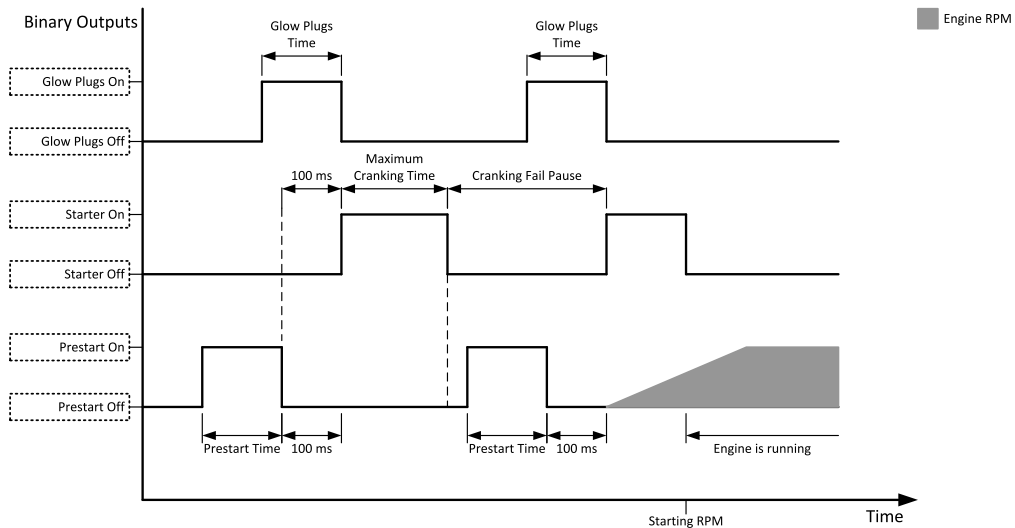 Binary Outputs
Engine RPM
Glow Plugs
Time
Glow Plugs
Time
Glow Plugs On
Glow Plugs Off
100 ms
Maximum
Cranking Time
Cranking Fail Pause
Starter On
Starter Off
Prestart On
Prestart Off
Prestart Time
100 ms
Prestart Time
100 ms
Engine is running
Starting RPM
Time